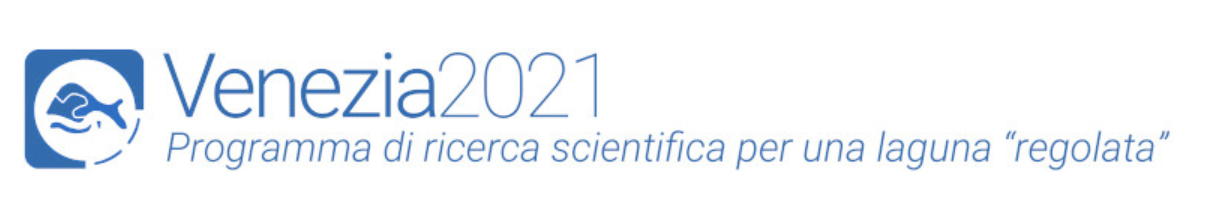 Venezia2021
Programma di ricerca scientifica per una laguna “regolata”